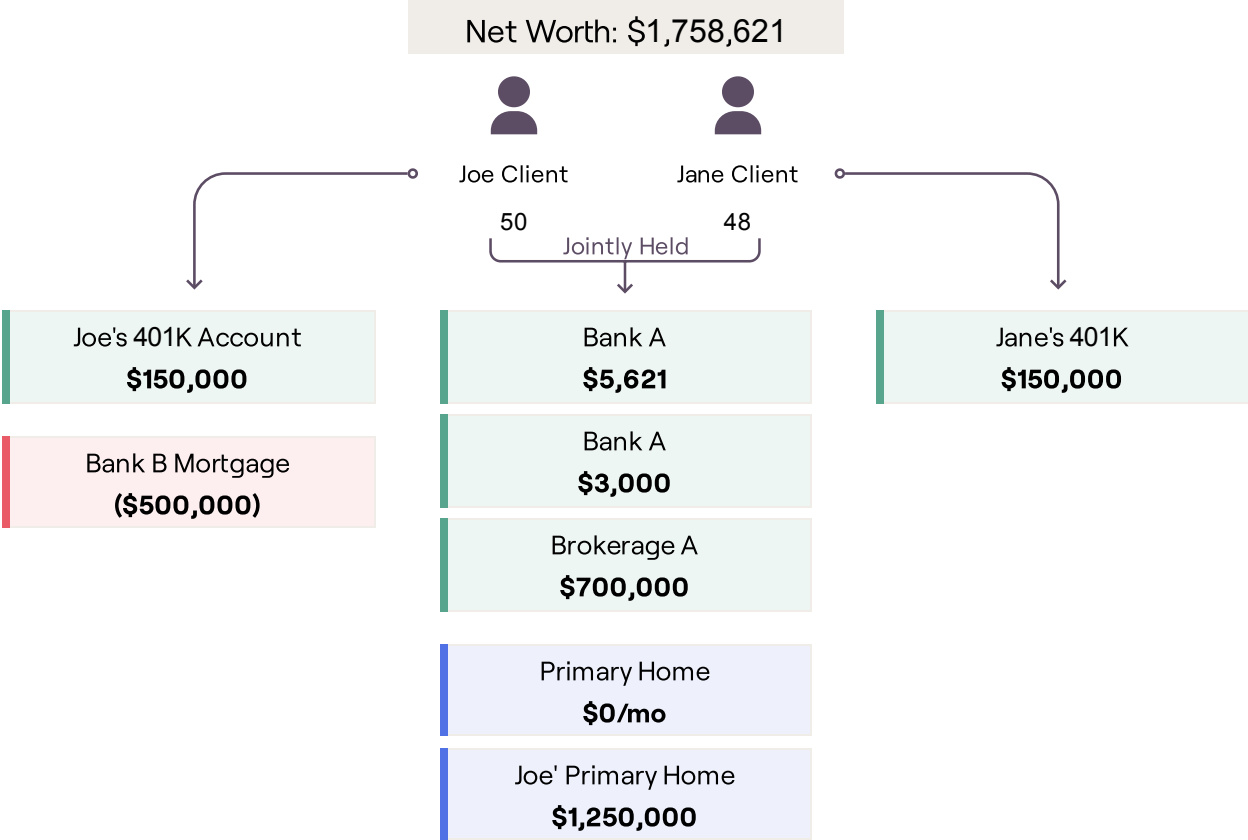 Net Worth: $1,758,621
Joe Client
Jane Client
50
48
Jointly Held
Joe's 401K Account
$150,000
Bank B Mortgage
($500,000)
Bank A
$5,621
Bank A
$3,000
Brokerage A
$700,000
Primary Home
$0/mo
Joe' Primary Home
$1,250,000
Jane's 401K
$150,000